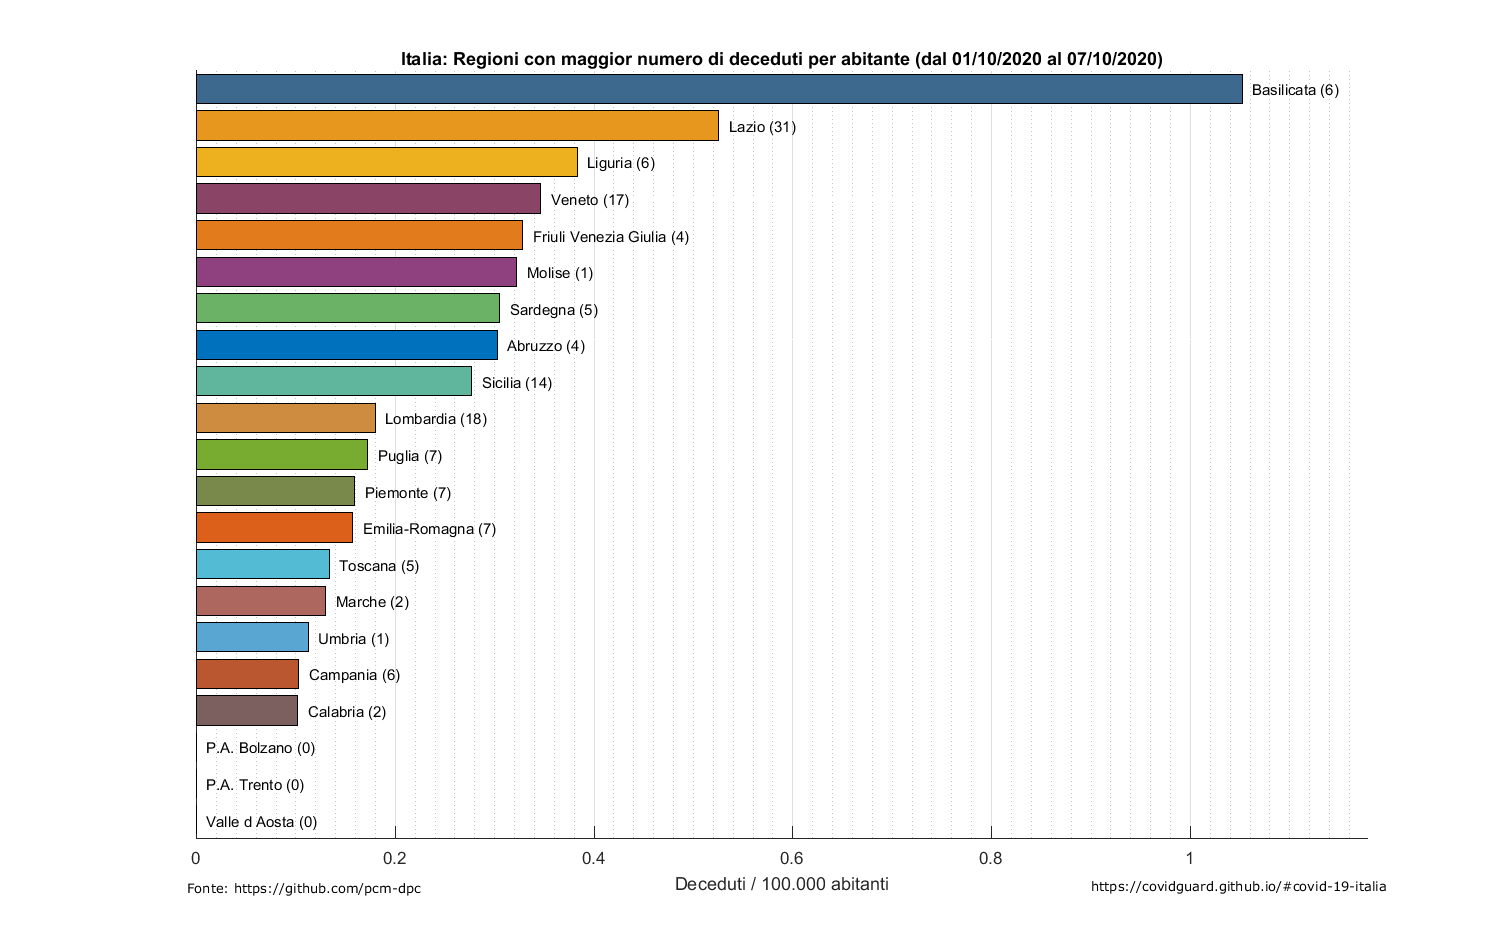 Italia: Regioni con maggior numero di deceduti per abitante (dal 01/10/2020 al 07/10/2020)
Basilicata (6)
Lazio (31)
Liguria (6)
Veneto (17)
Friuli Venezia Giulia (4)
Molise (1)
Sardegna (5)
Abruzzo (4)
Sicilia (14)
Lombardia (18)
Puglia (7)
Piemonte (7)
Emilia-Romagna (7)
Toscana (5)
Marche (2)
Umbria (1)
Campania (6)
Calabria (2)
P.A. Bolzano (0)
P.A. Trento (0)
Valle d Aosta (0)
0 0.2 0.4 0.6 0.8 1
Deceduti / 100.000 abitanti
Fonte: https://github.com/pcm-dpc
https://covidguard.github.io/#covid-19-italia